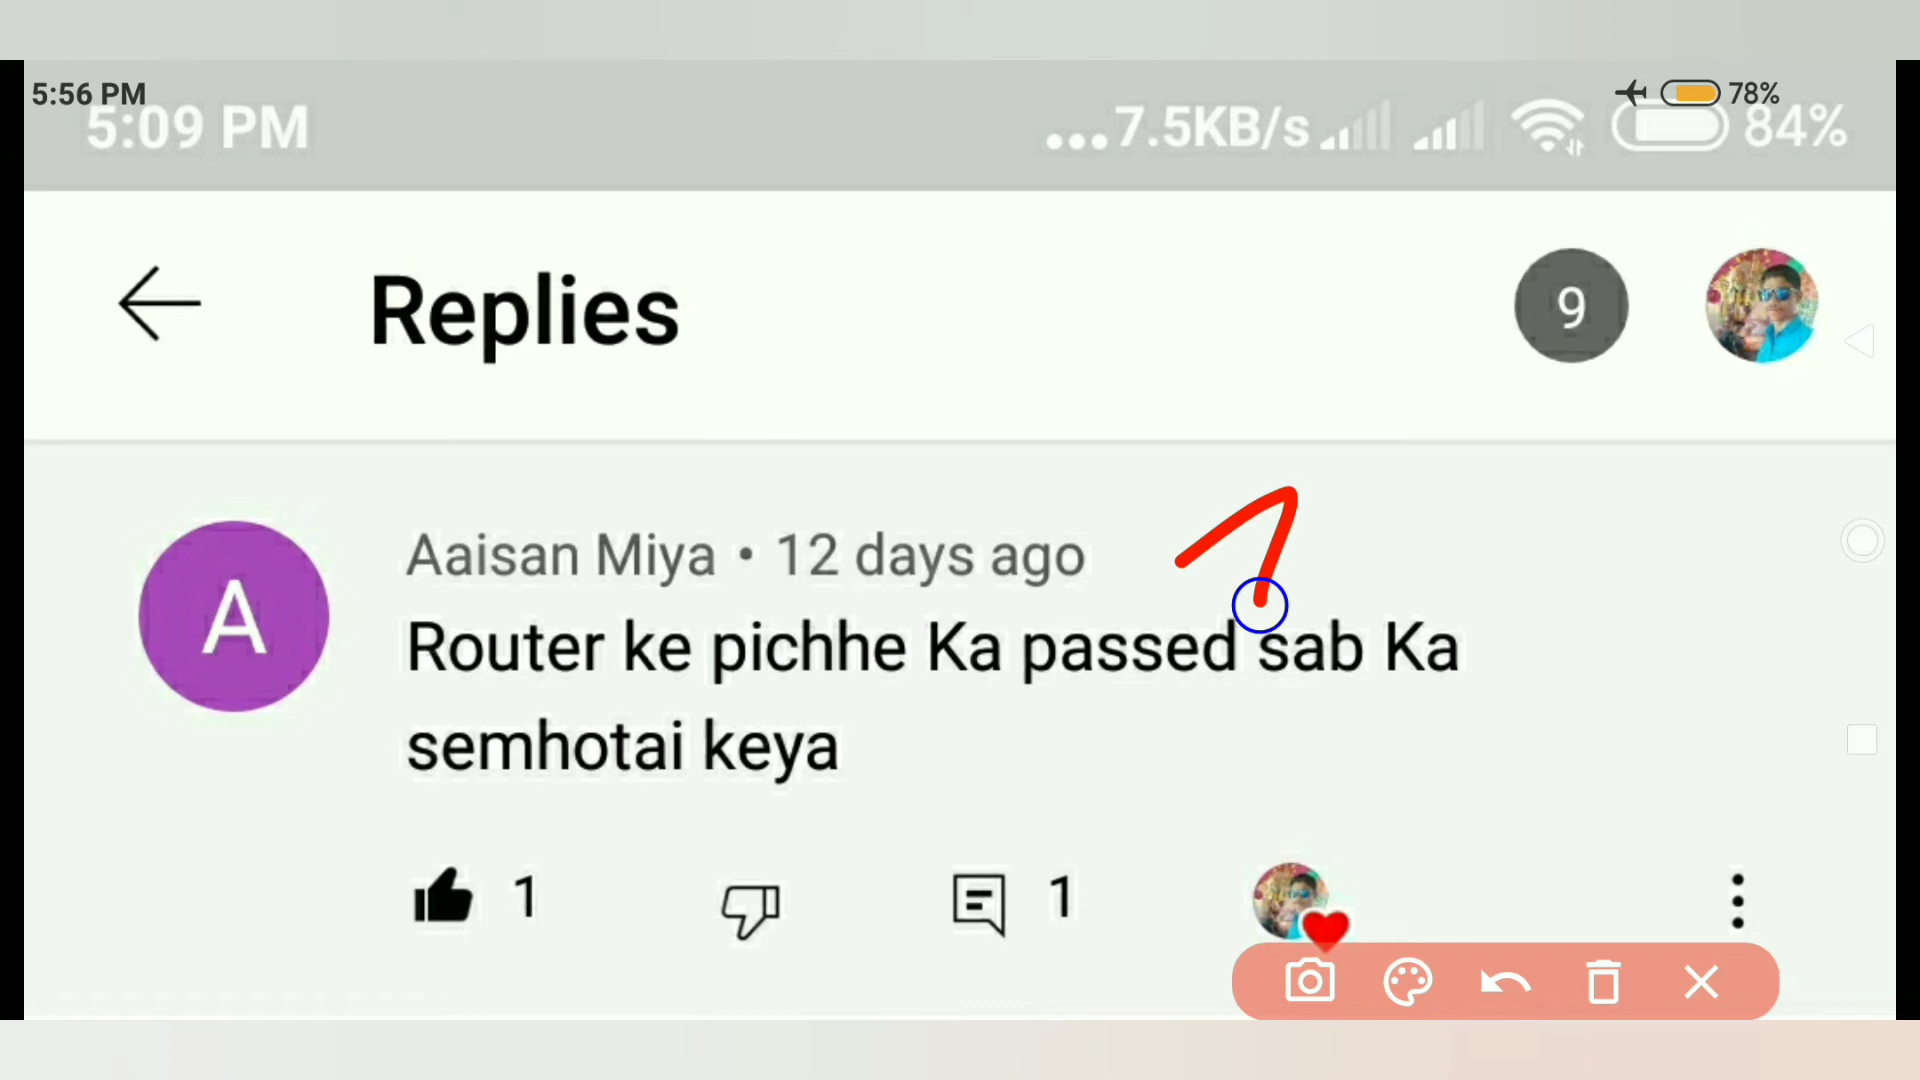 5:56 PM
78%
5:09 PM
...7.5KB/s
84%
Replies
9
A
Aaisan Miya • 12 days ago
Router ke pichhe Ka passed sab Ka
semhotai keya
1
1